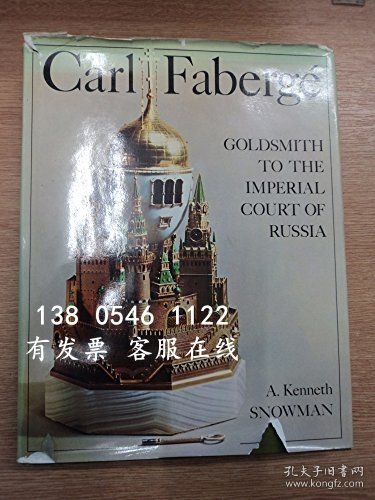 Carl Fabergé
GOLDSMITH
TO THE
IMPERIAL
COURT OF
RUSSIA
138 0546 1122
有发票 客服在线
A. Kenneth
SNOWMAN
孔夫子旧书网
www.kongfz.com